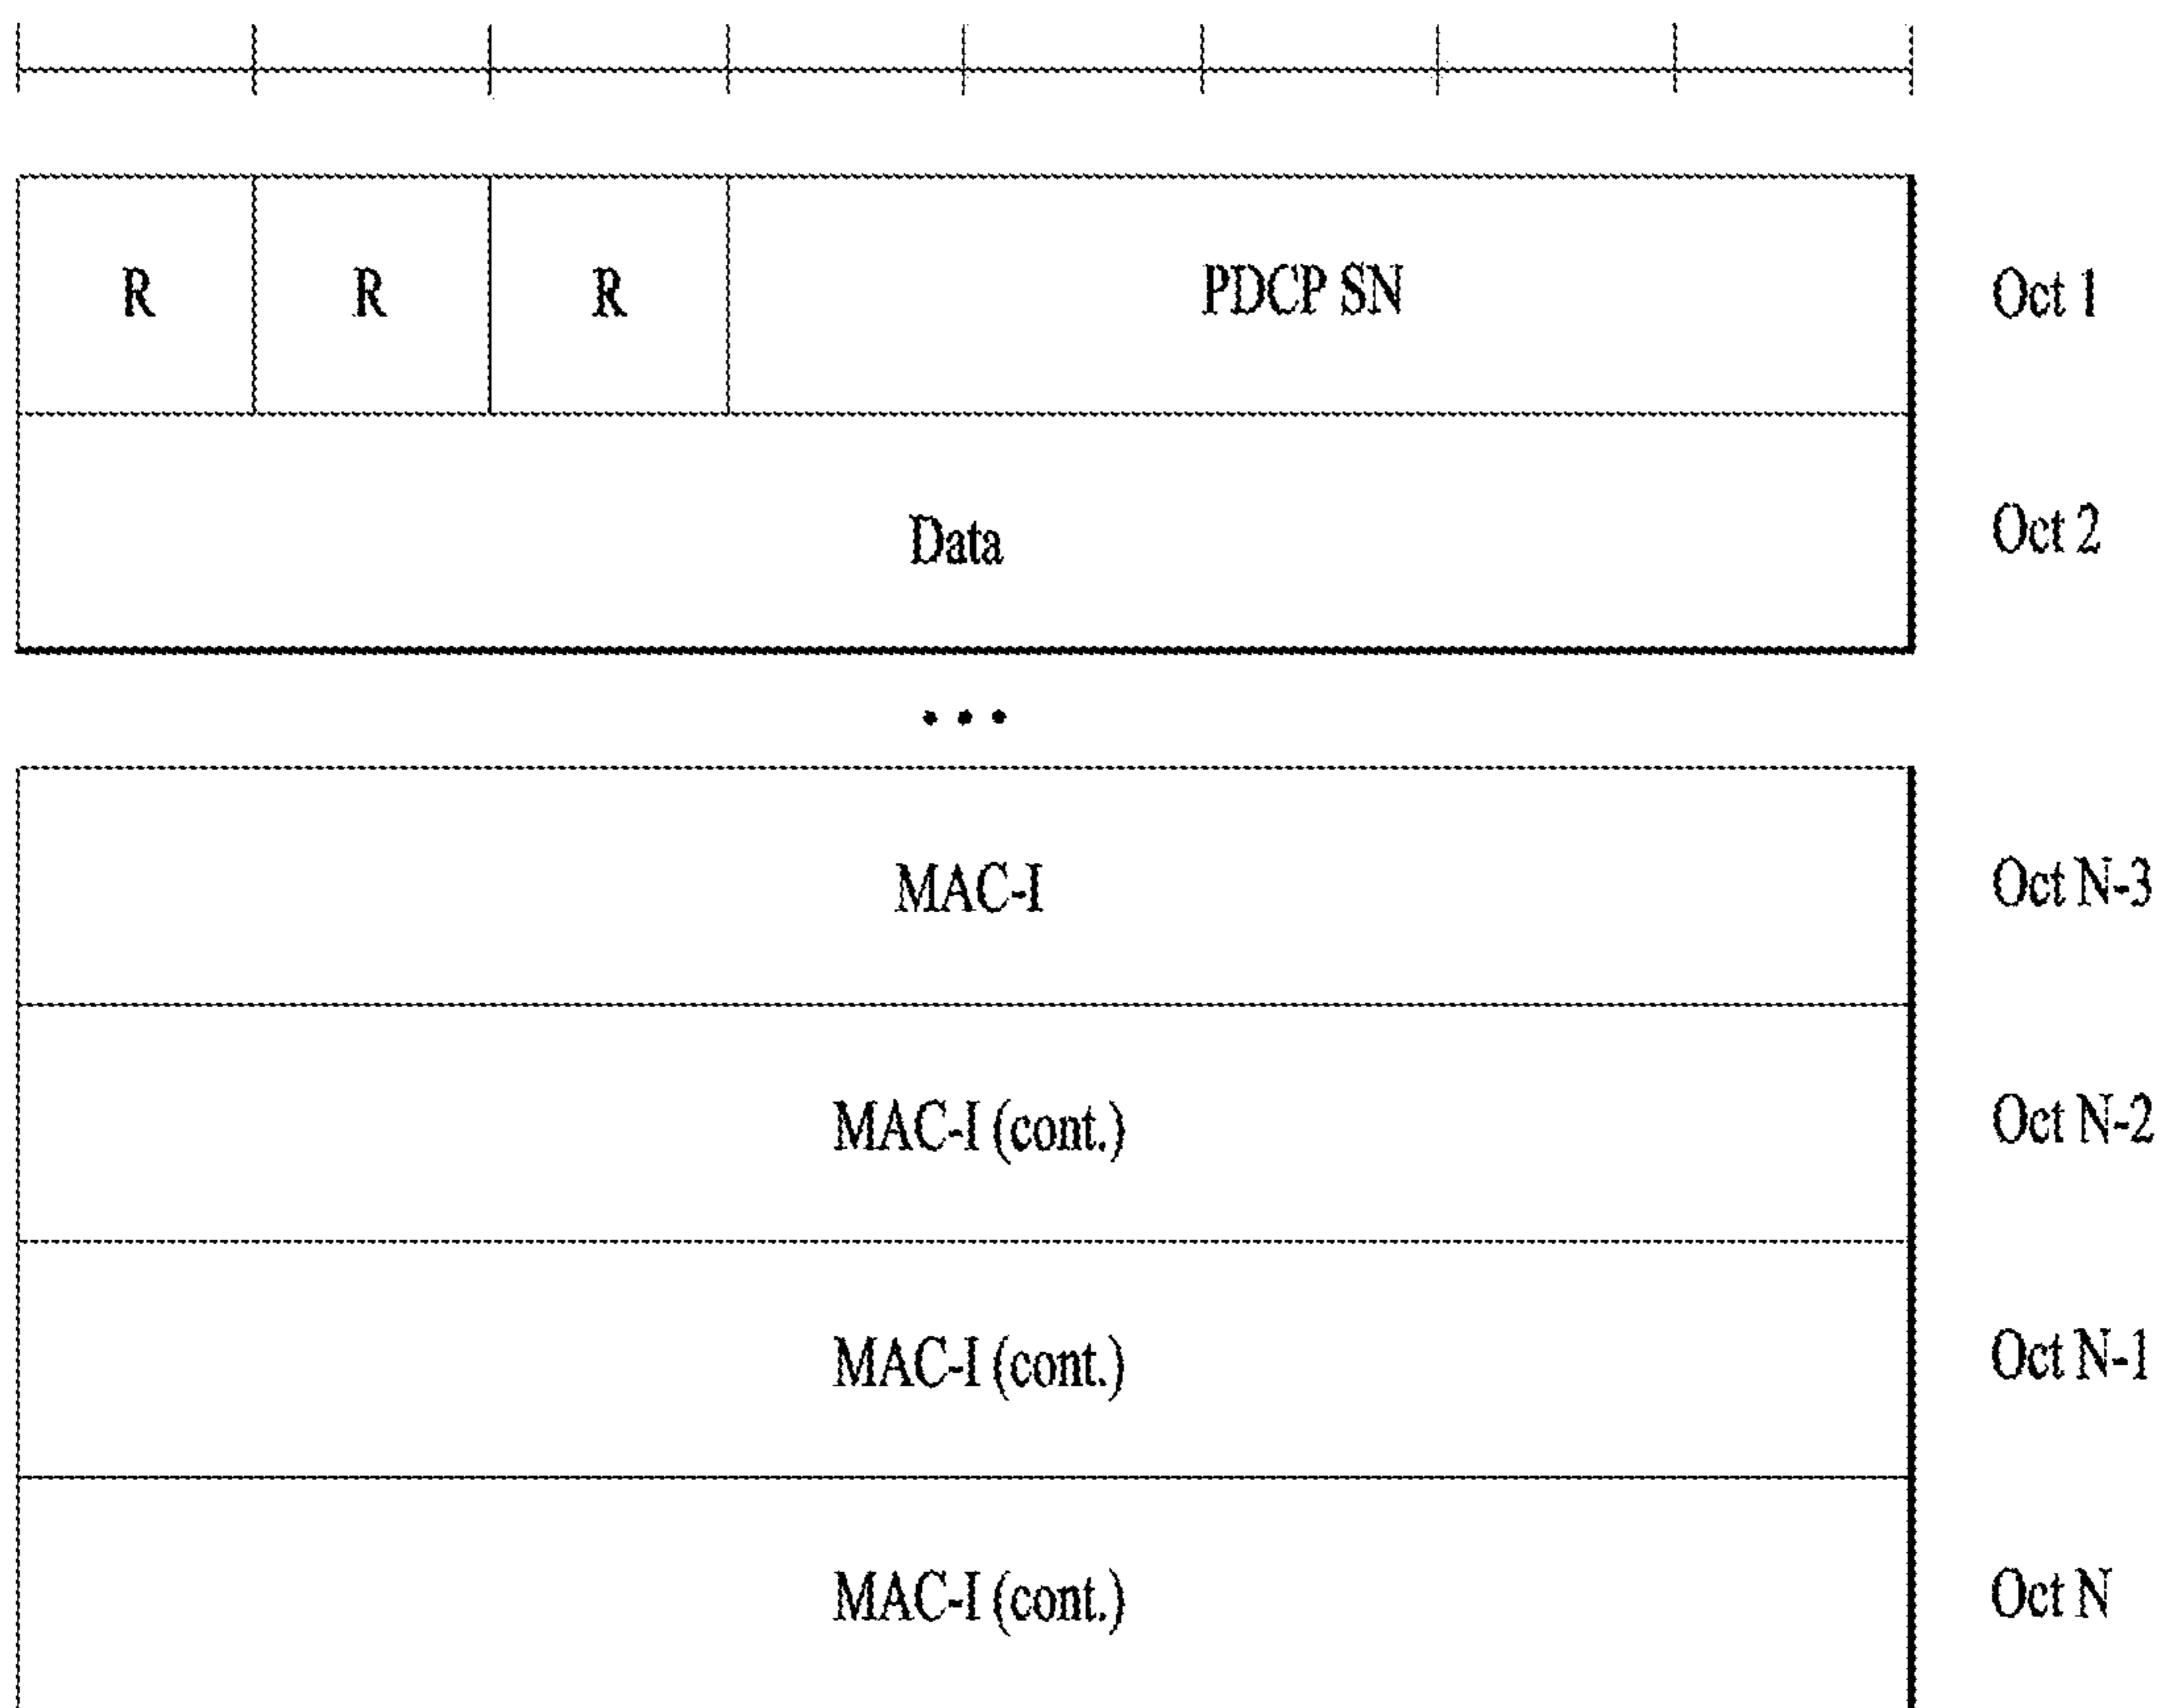 R R R PDCP SN Oct 1
Data Oct 2
...
MAC-I Oct N-3
MAC-I (cont.) Oct N-2
MAC-I (cont.) Oct N-1
MAC-I (cont.) Oct N